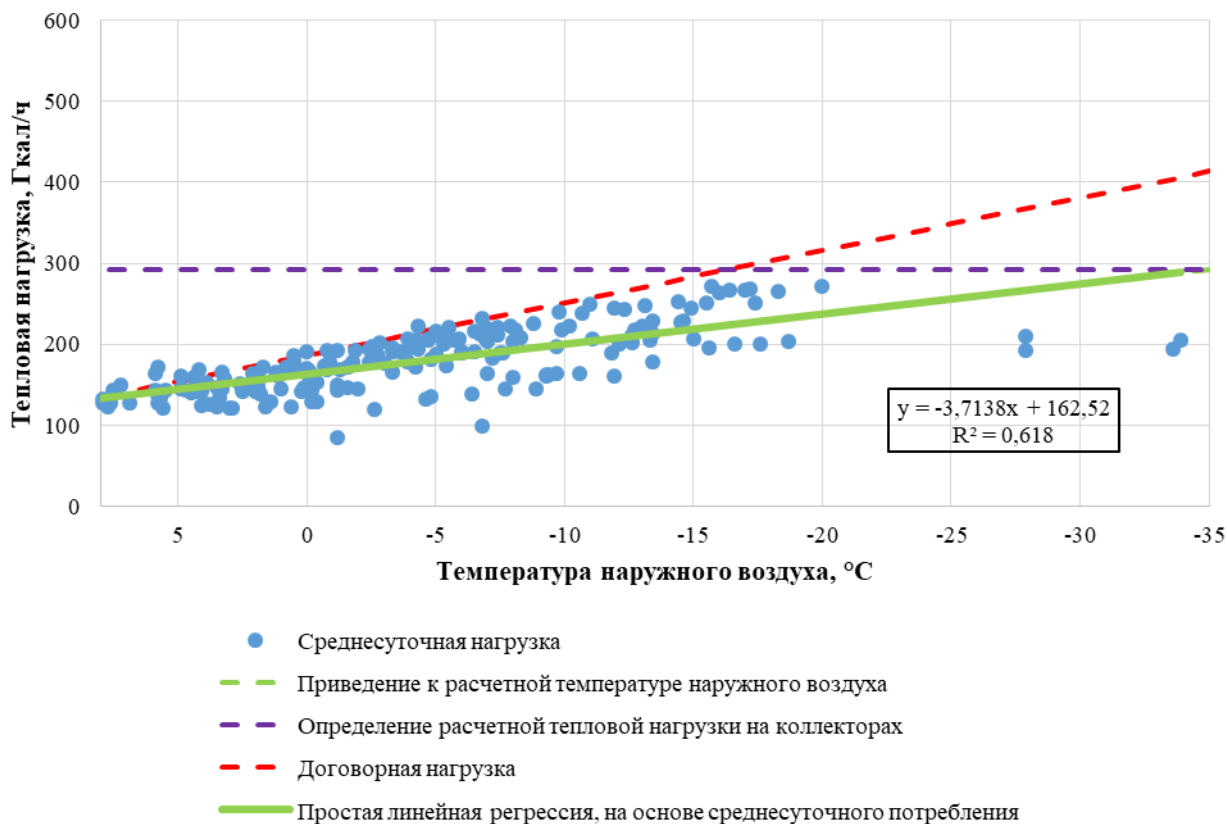 600
500
400
300
200
100
0
Тепловая нагрузка, Гкал/ч
y = -3,7138x + 162,52
R² = 0,618
5 0 -5 -10 -15 -20 -25 -30 -35
Температура наружного воздуха, °C
Среднесуточная нагрузка
Приведение к расчетной температуре наружного воздуха
Определение расчетной тепловой нагрузки на коллекторах
Договорная нагрузка
Простая линейная регрессия, на основе среднесуточного потребления